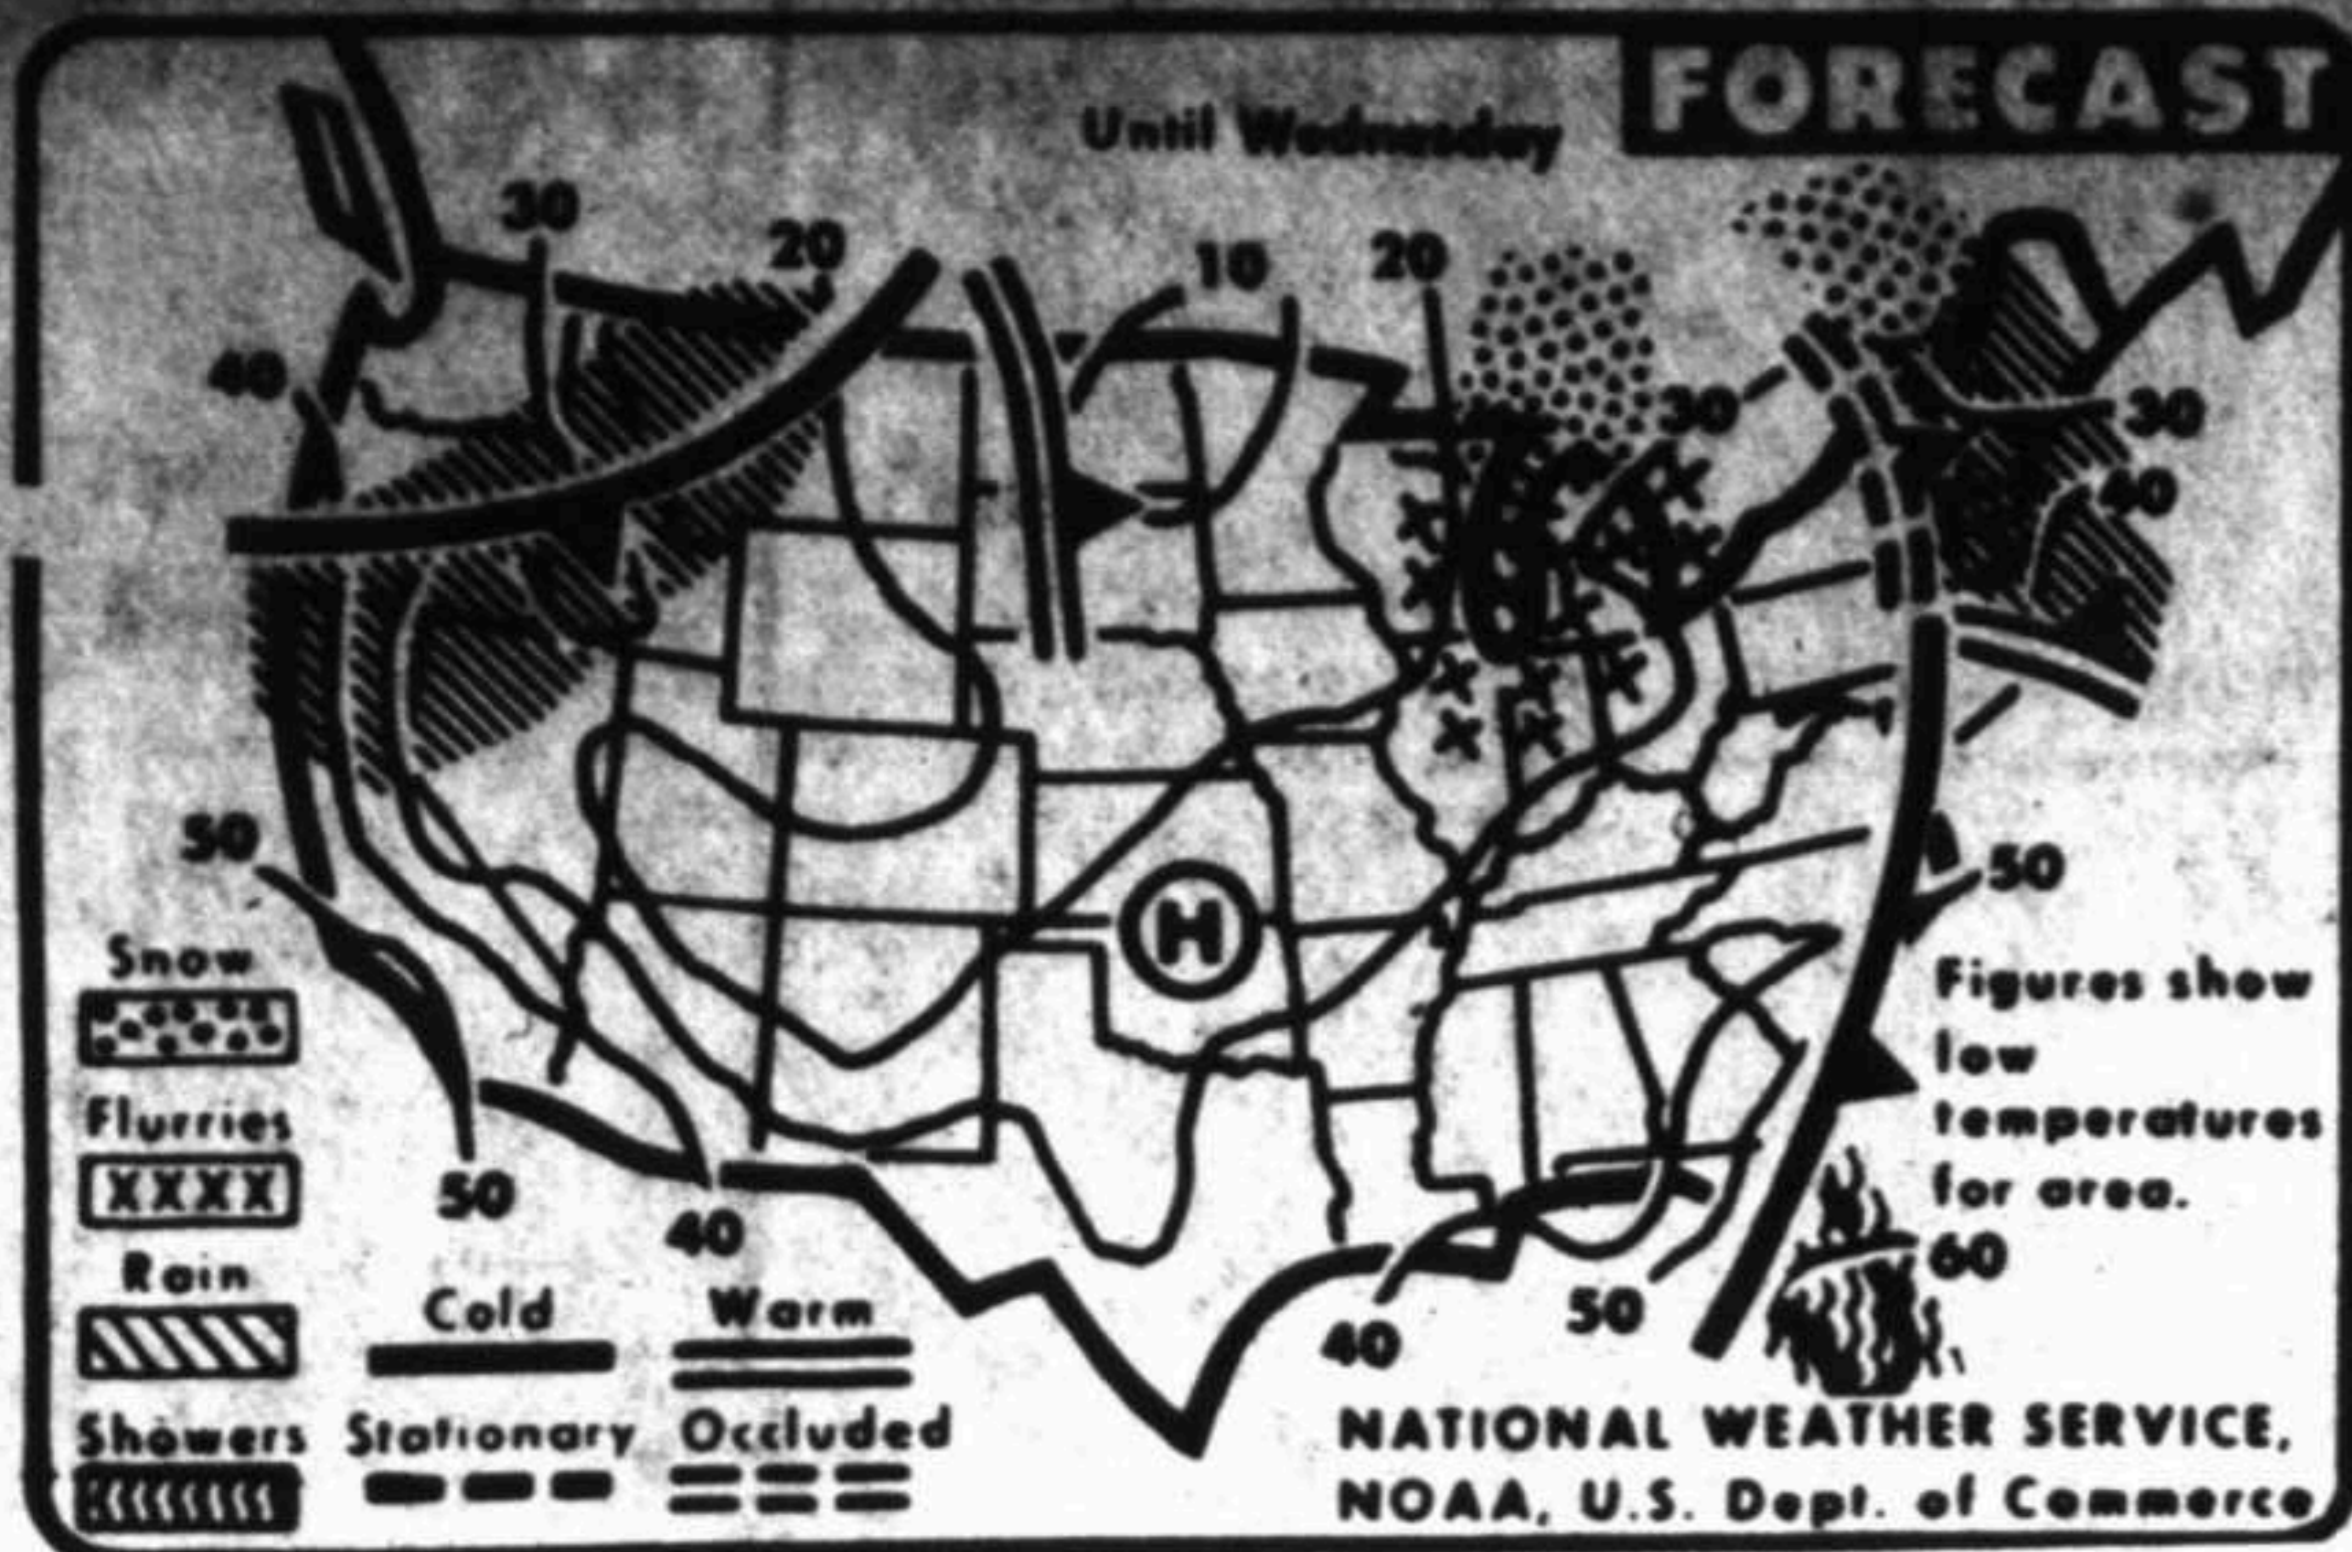 FORECAST
Until Wednesday
30
20
10
20
40
30
30
40
50
50
Figures show
low
temperatures
for area.
60
50
40
40
50
Snow
Flurries
XXXX
Rain
Showers
Cold
Warm
Stationary
Occluded
H
NATIONAL WEATHER SERVICE,
NOAA, U.S. Dept. of Commerce